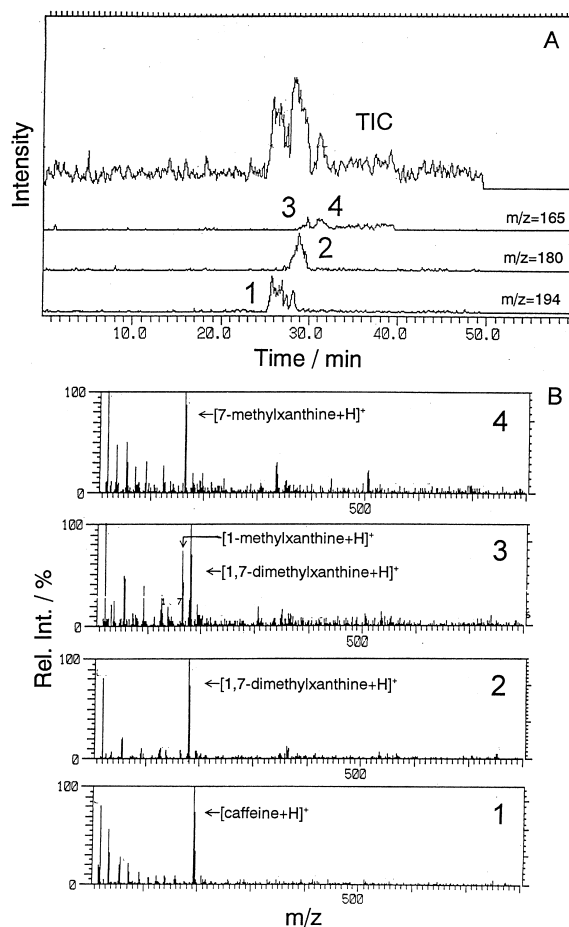 A
Intensity
TIC
3 4
m/z=165
2
m/z=180
1
m/z=194
10.0 20.0 30.0 40.0 50.0
Time / min
B
100
←[7-methylxanthine+H]⁺
4
0
500
100
[1-methylxanthine+H]⁺
3
←[1,7-dimethylxanthine+H]⁺
0
500
Rel. Int. / %
100
←[1,7-dimethylxanthine+H]⁺
2
0
500
100
←[caffeine+H]⁺
1
0
500
m/z